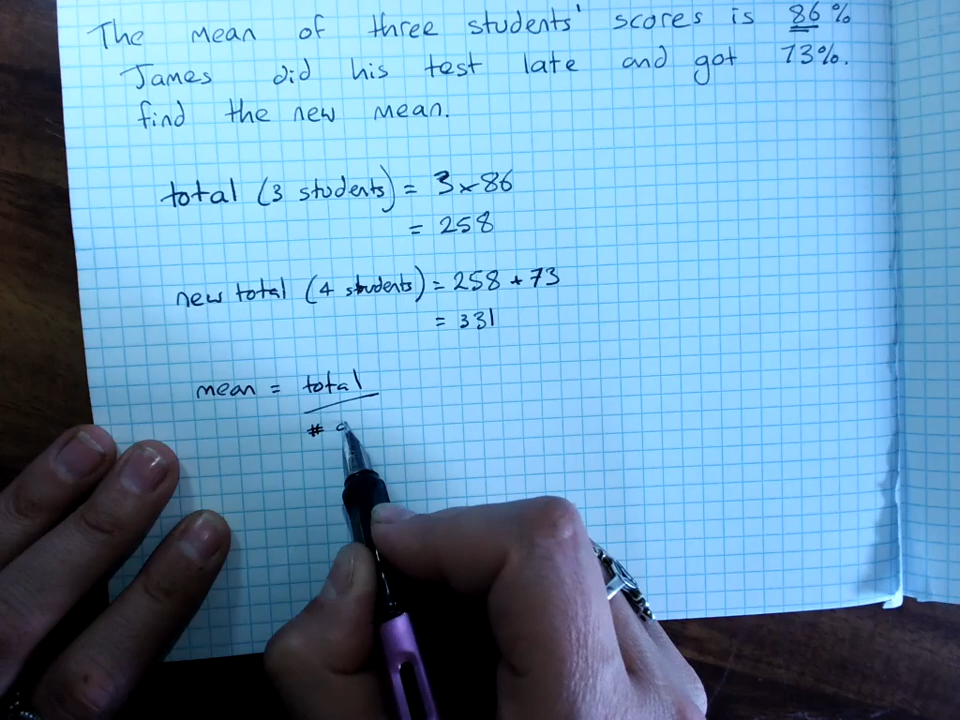 The mean of three students' scores is 86%
James did his test late and got 73%.
find the new mean.
total (3 students) = 3 × 86
= 258
new total (4 students) = 258 + 73
= 331
mean = total
#